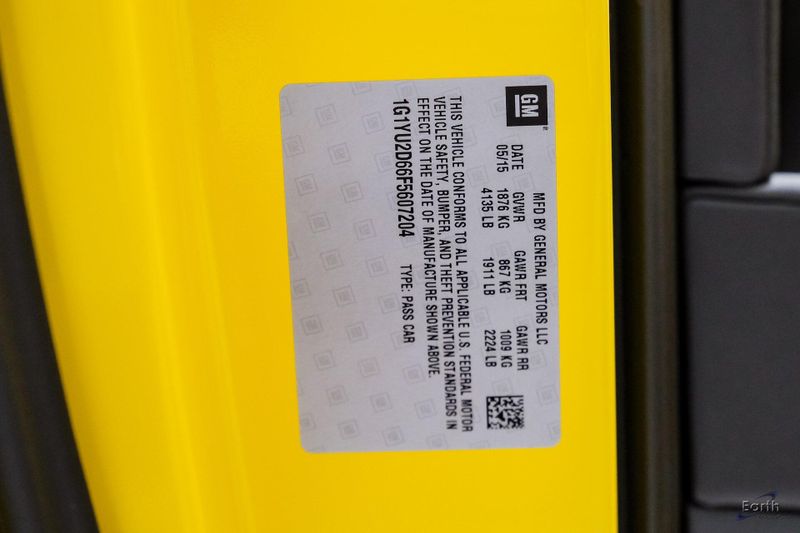 GM
MFD BY GENERAL MOTORS LLC
DATE GVWR GAWR FRT GAWR RR
05/15 1876 KG 867 KG 1009 KG
4135 LB 1911 LB 2224 LB
THIS VEHICLE CONFORMS TO ALL APPLICABLE U.S. FEDERAL MOTOR
VEHICLE SAFETY, BUMPER, AND THEFT PREVENTION STANDARDS IN
EFFECT ON THE DATE OF MANUFACTURE SHOWN ABOVE.
1G1YU2D66F5607204 TYPE: PASS CAR
Earth